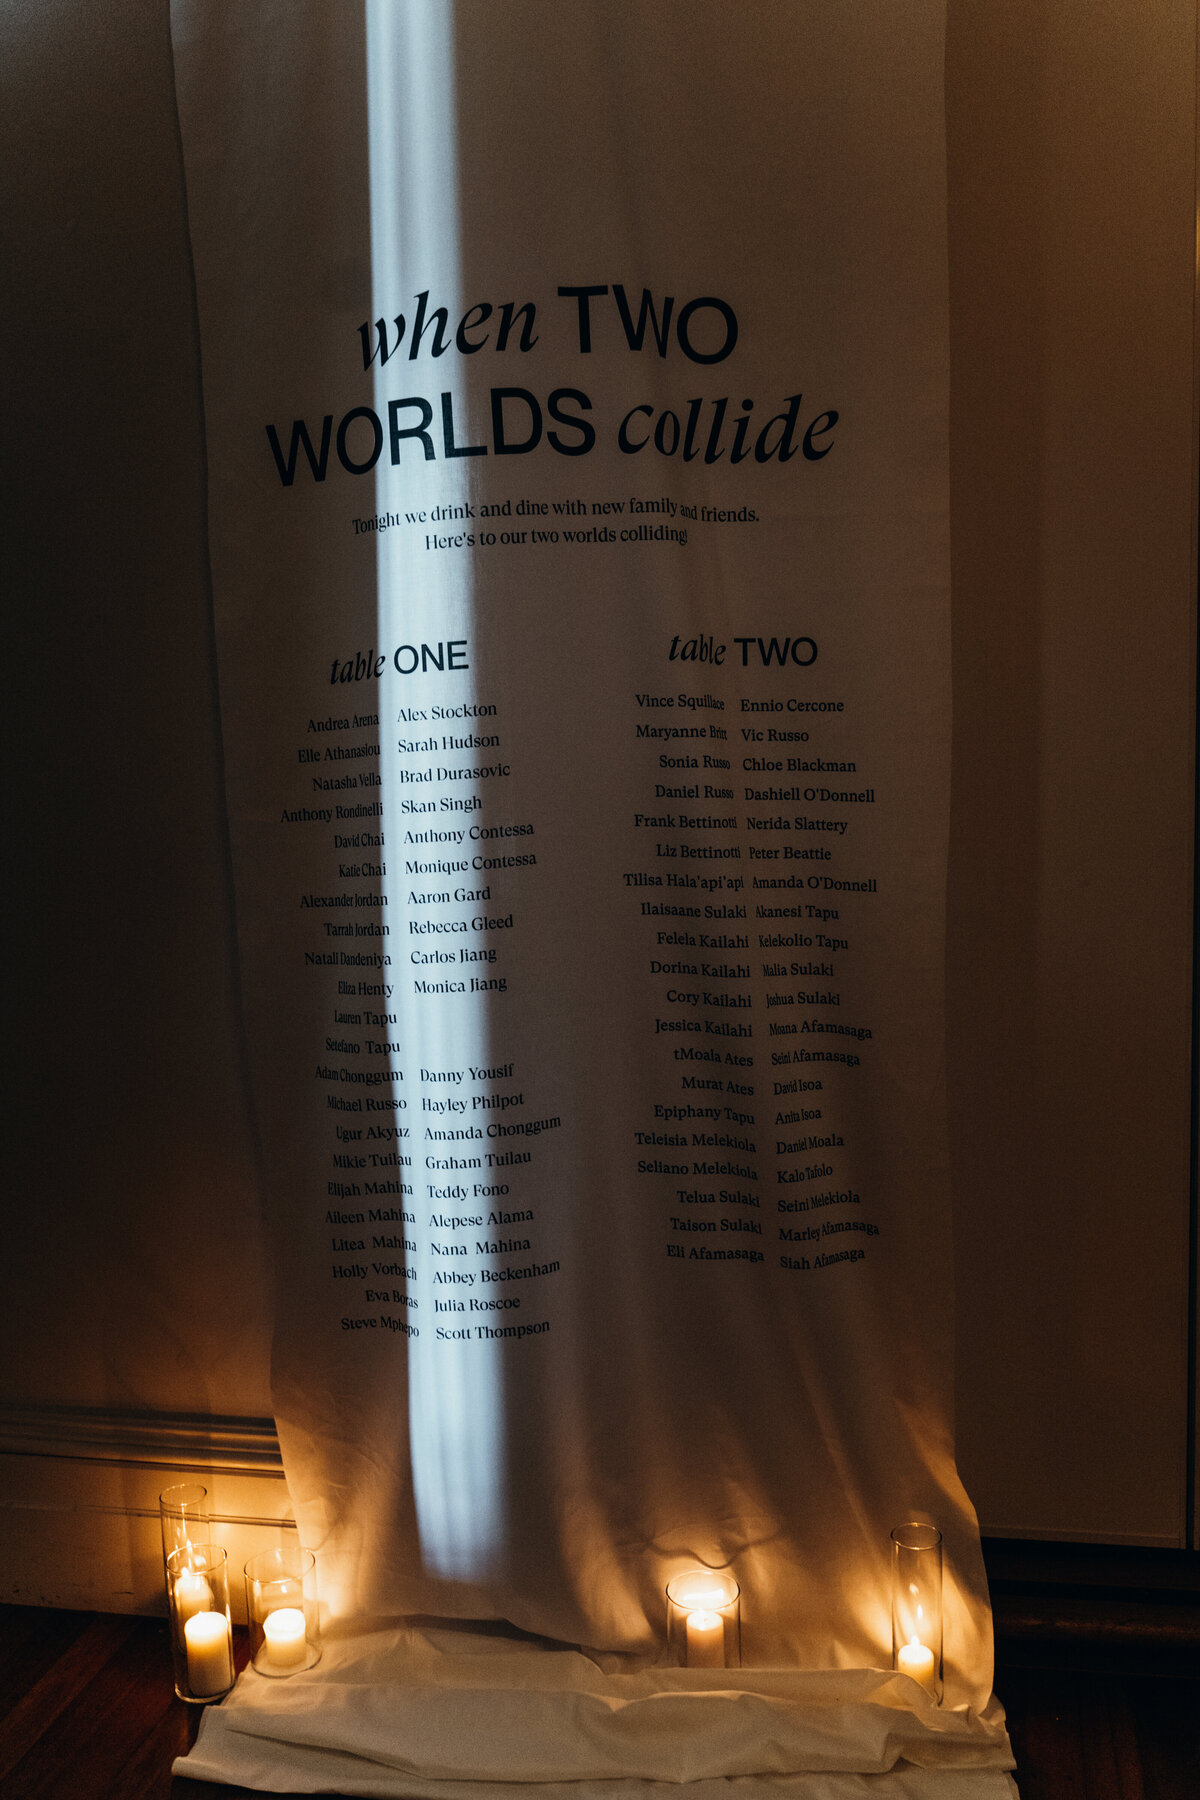 when TWO
WORLDS collide
Tonight we drink and dine with new family and friends.
Here's to our two worlds colliding!
table ONE
Andrea Arena Alex Stockton
Elle Athanasiou Sarah Hudson
Natasha Vella Brad Durasovic
Anthony Rondinelli Skan Singh
David Chai Anthony Contessa
Katie Chai Monique Contessa
Alexander Jordan Aaron Gard
Tarrah Jordan Rebecca Gleed
Natali Dandeniya Carlos Jiang
Eliza Henty Monica Jiang
Lauren Tapu
Setefano Tapu
Adam Chonggum Danny Yousif
Michael Russo Hayley Philpot
Ugur Akyuz Amanda Chonggum
Mikie Tuilau Graham Tuilau
Elijah Mahina Teddy Fono
Aileen Mahina Alepese Alama
Litea Mahina Nana Mahina
Holly Vorbach Abbey Beckenham
Eva Boras Julia Roscoe
Steve Mphepo Scott Thompson
table TWO
Vince Squillace Ennio Cercone
Maryanne Britt Vic Russo
Sonia Russo Chloe Blackman
Daniel Russo Dashiell O'Donnell
Frank Bettinotti Nerida Slattery
Liz Bettinotti Peter Beattie
Tilisa Hala'api'api Amanda O'Donnell
Ilaisaane Sulaki Akanesi Tapu
Felela Kailahi Kelekolio Tapu
Dorina Kailahi Malia Sulaki
Cory Kailahi Joshua Sulaki
Jessica Kailahi Moana Afamasaga
tMoala Ates Seini Afamasaga
Murat Ates David Isoa
Epiphany Tapu Anita Isoa
Teleisia Melekiola Daniel Moala
Seliano Melekiola Kalo Tafolo
Telua Sulaki Seini Melekiola
Taison Sulaki Marley Afamasaga
Eli Afamasaga Siah Afamasaga